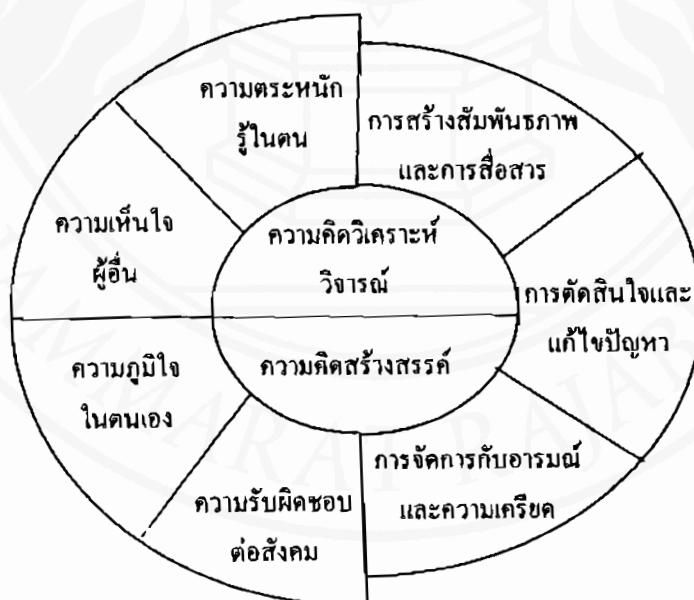 ความตระหนัก
รู้ในตน
การสร้างสัมพันธภาพ
และการสื่อสาร
ความเห็นใจ
ผู้อื่น
ความคิดวิเคราะห์
วิจารณ์
การตัดสินใจและ
แก้ไขปัญหา
ความภูมิใจ
ในตนเอง
ความคิดสร้างสรรค์
ความรับผิดชอบ
ต่อสังคม
การจัดการกับอารมณ์
และความเครียด